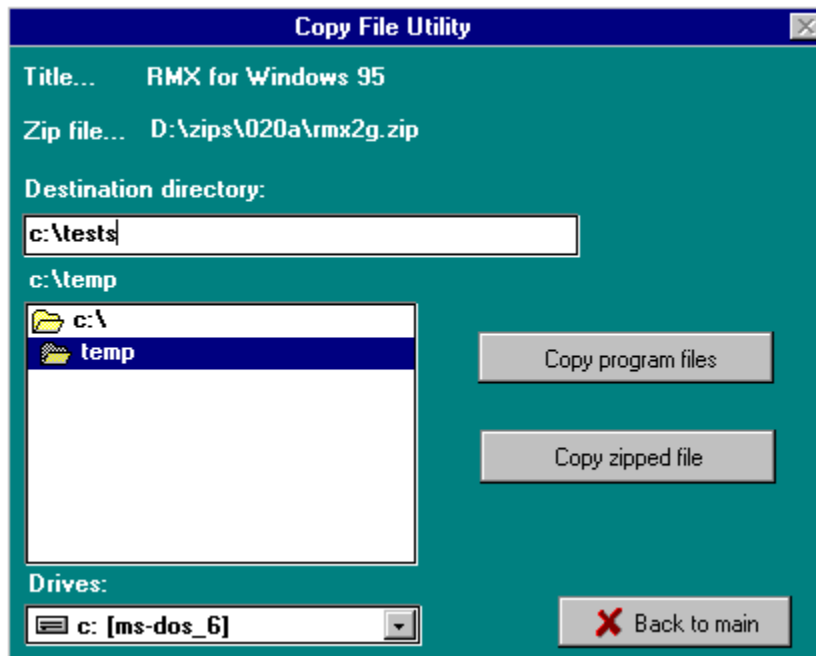 Copy File Utility
Title... RMX for Windows 95
Zip file... D:\zips\020a\rmx2g.zip
Destination directory:
c:\tests
c:\temp
c:\
temp
Copy program files
Copy zipped file
Drives:
c: [ms-dos_6]
Back to main